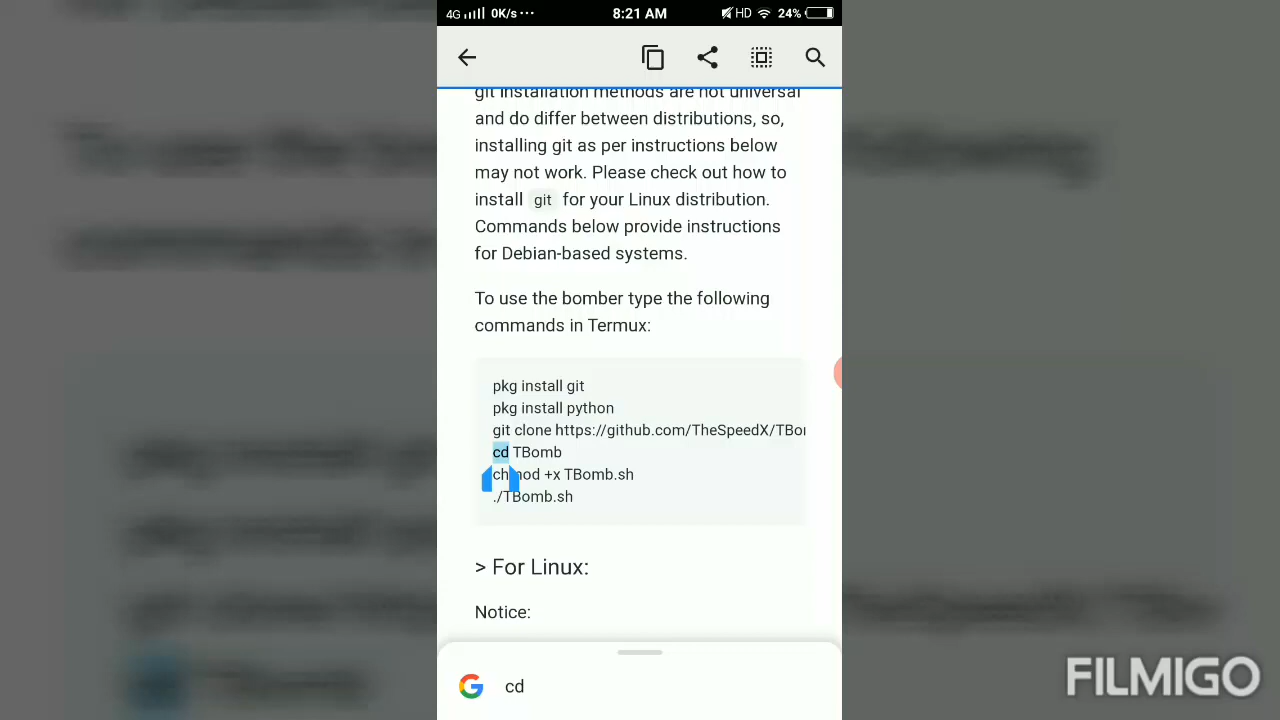 4G 0K/s ... 8:21 AM HD 24%
git installation methods are not universal
and do differ between distributions, so,
installing git as per instructions below
may not work. Please check out how to
install git for your Linux distribution.
Commands below provide instructions
for Debian-based systems.
To use the bomber type the following
commands in Termux:
pkg install git
pkg install python
git clone https://github.com/TheSpeedX/TBo
cd TBomb
chmod +x TBomb.sh
./TBomb.sh
> For Linux:
Notice:
G cd
FILMIGO